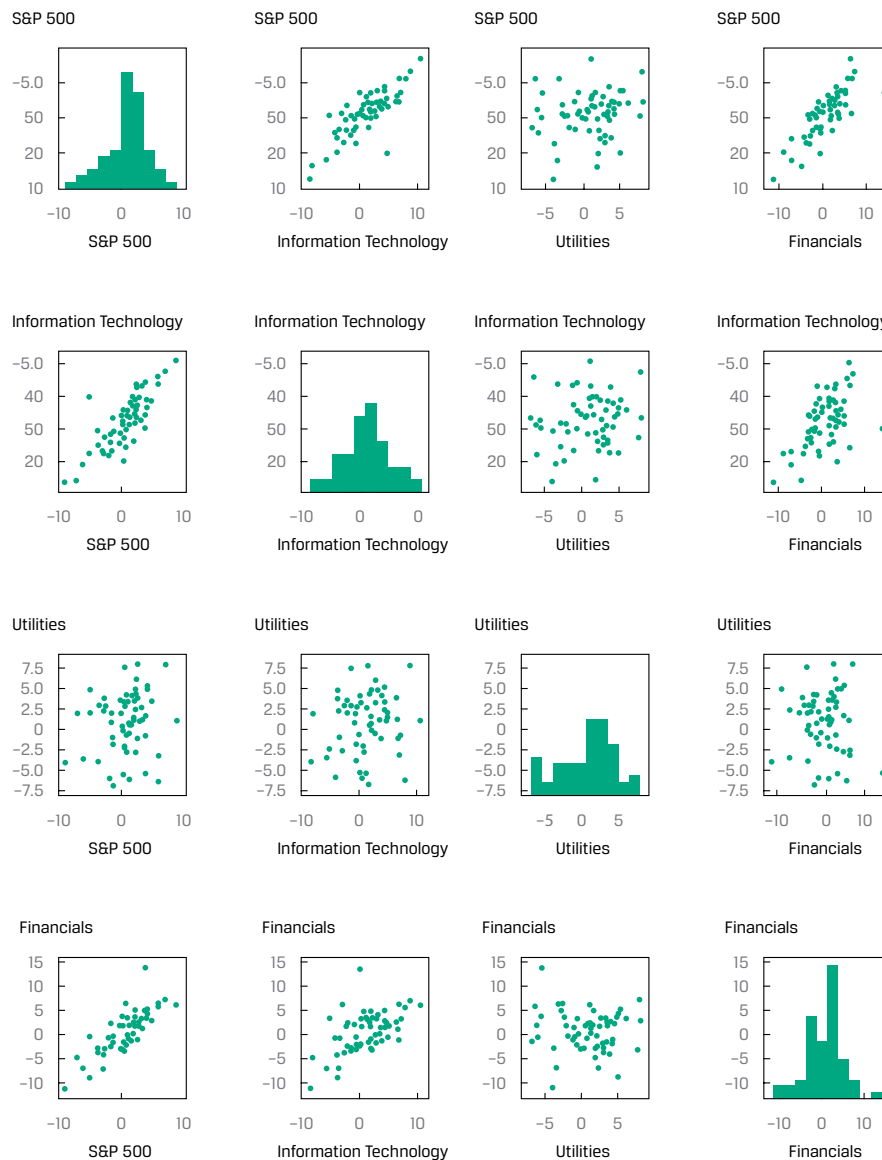 S&P 500 S&P 500 S&P 500 S&P 500
−5.0 −5.0 −5.0 −5.0
50 50 50 50
20 20 20 20
10 10 10 10
−10 0 10 −10 0 10 −5 0 5 −10 0 10
S&P 500 Information Technology Utilities Financials
Information Technology Information Technology Information Technology Information Technology
−5.0 −5.0 −5.0 −5.0
40 40 40 40
50 50 50 50
20 20 20 20
−10 0 10 −10 0 0 −5 0 5 −10 0 10
S&P 500 Information Technology Utilities Financials
Utilities Utilities Utilities Utilities
7.5 7.5 7.5 7.5
5.0 5.0 5.0 5.0
2.5 2.5 2.5 2.5
0 0 0 0
−2.5 −2.5 −2.5 −2.5
−5.0 −5.0 −5.0 −5.0
−7.5 −7.5 −7.5 −7.5
−10 0 10 −10 0 10 −5 0 5 −10 0 10
S&P 500 Information Technology Utilities Financials
Financials Financials Financials Financials
15 15 15 15
10 10 10 10
5 5 5 5
0 0 0 0
−5 −5 −5 −5
−10 −10 −10 −10
−10 0 10 −10 0 10 −5 0 5 −10 0 10
S&P 500 Information Technology Utilities Financials